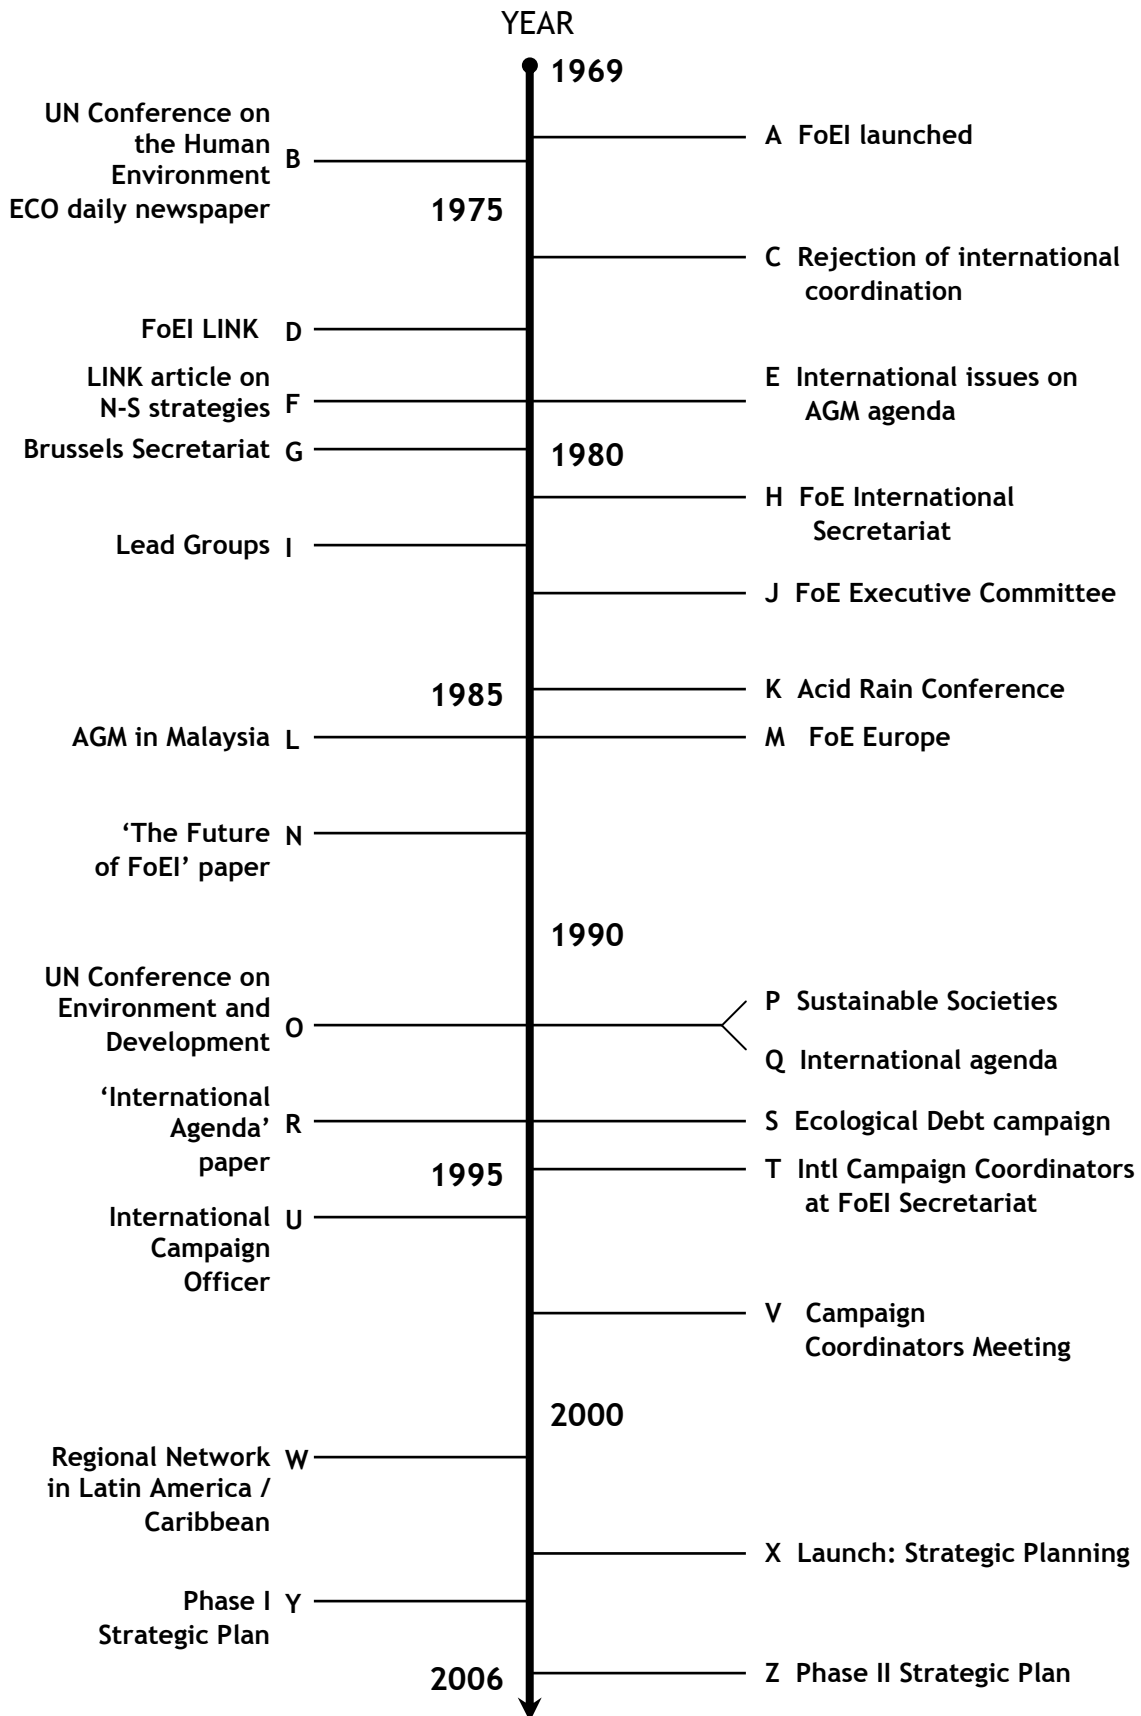 YEAR
1969
UN Conference on
the Human
Environment
ECO daily newspaper
B
A FoEI launched
1975
C Rejection of international
coordination
FoEI LINK D
LINK article on
N-S strategies F
E International issues on
AGM agenda
Brussels Secretariat G
1980
H FoE International
Secretariat
Lead Groups I
J FoE Executive Committee
1985
K Acid Rain Conference
AGM in Malaysia L
M FoE Europe
‘The Future N
of FoEI’ paper
1990
UN Conference on
Environment and
Development O
P Sustainable Societies
Q International agenda
‘International
Agenda’ R
paper
S Ecological Debt campaign
1995
T Intl Campaign Coordinators
at FoEI Secretariat
International U
Campaign
Officer
V Campaign
Coordinators Meeting
2000
Regional Network W
in Latin America /
Caribbean
X Launch: Strategic Planning
Phase I Y
Strategic Plan
2006
Z Phase II Strategic Plan